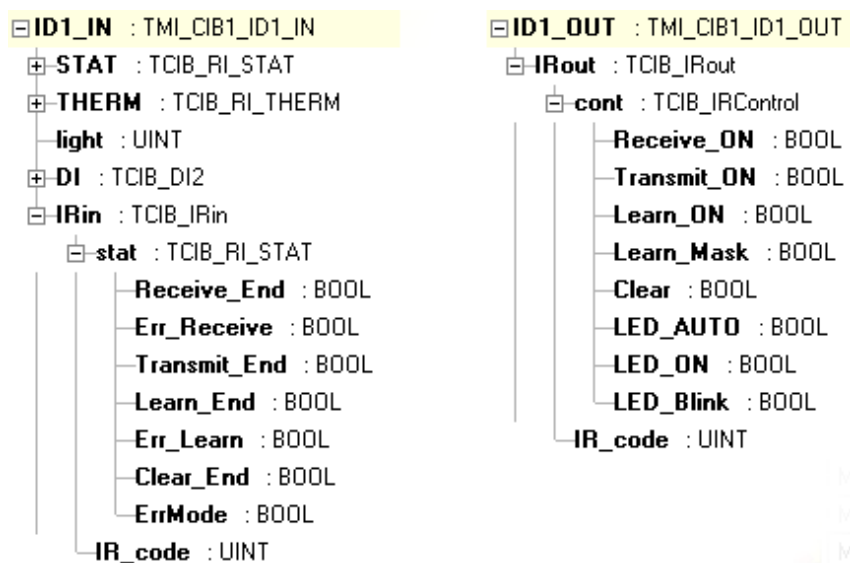 ID1_IN : TMI_CIB1_ID1_IN
STAT : TCIB_RI_STAT
THERM : TCIB_RI_THERM
light : UINT
DI : TCIB_DI2
IRin : TCIB_IRin
stat : TCIB_RI_STAT
Receive_End : BOOL
Err_Receive : BOOL
Transmit_End : BOOL
Learn_End : BOOL
Err_Learn : BOOL
Clear_End : BOOL
ErrMode : BOOL
IR_code : UINT
ID1_OUT : TMI_CIB1_ID1_OUT
IRout : TCIB_IRout
cont : TCIB_IRControl
Receive_ON : BOOL
Transmit_ON : BOOL
Learn_ON : BOOL
Learn_Mask : BOOL
Clear : BOOL
LED_AUTO : BOOL
LED_ON : BOOL
LED_Blink : BOOL
IR_code : UINT